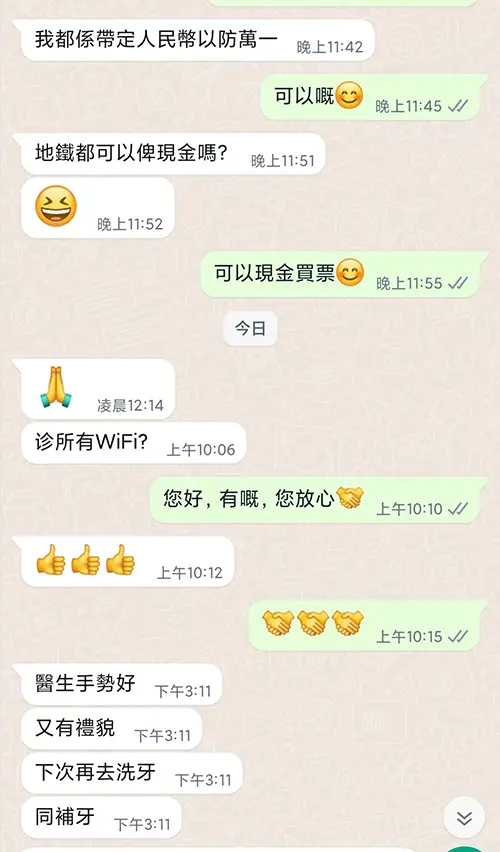 我都係帶定人民幣以防萬一 晚上11:42
可以嘅😊 晚上11:45
地鐵都可以俾現金嗎? 晚上11:51
😆 晚上11:52
可以現金買票😊 晚上11:55
今日
🙏 凌晨12:14
诊所有WiFi? 上午10:06
您好, 有嘅, 您放心🤝 上午10:10
👍👍👍 上午10:12
🤝🤝🤝 上午10:15
醫生手勢好 下午3:11
又有禮貌 下午3:11
下次再去洗牙 下午3:11
同補牙 下午3:11